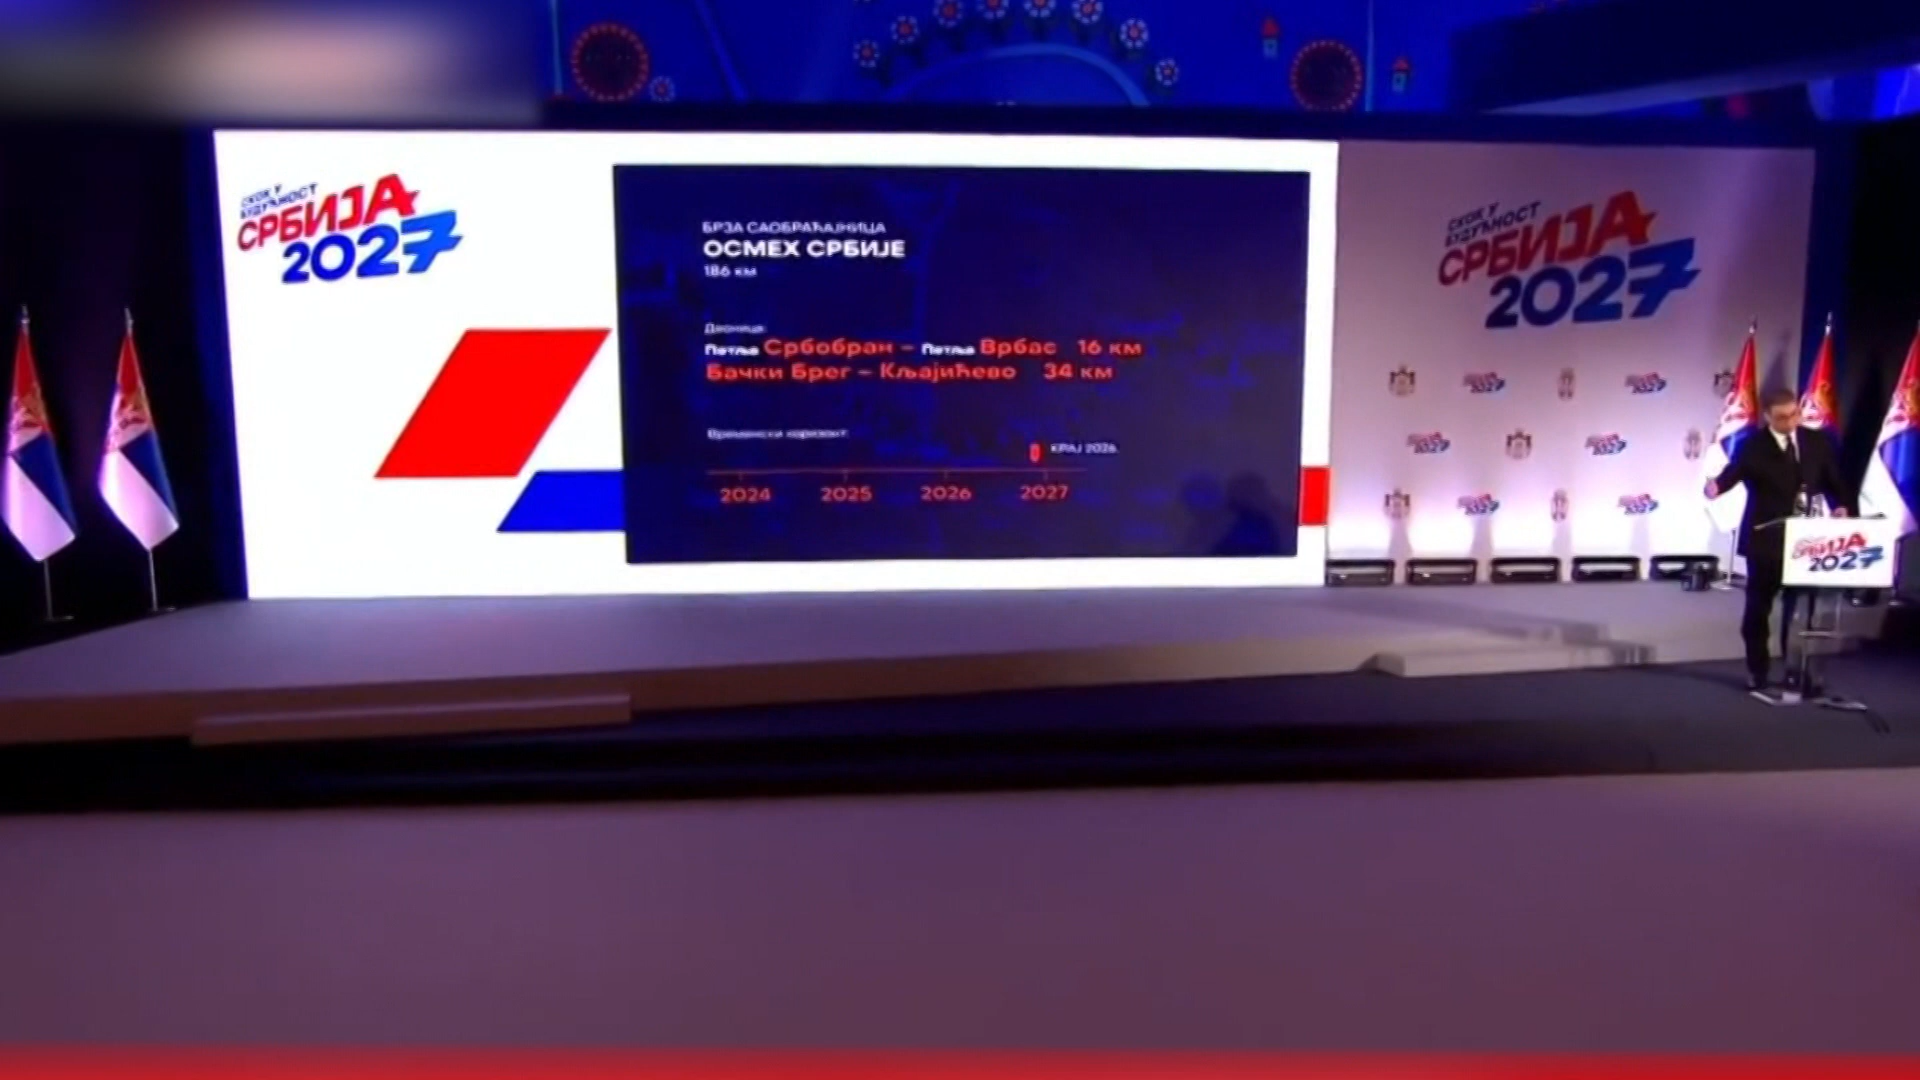 СКОК У
БУДУЋНОСТ
СРБИЈА
2027
БРЗА САОБРАЋАЈНИЦА
ОСМЕХ СРБИЈЕ
186 км
Деоница:
Петља Србобран – Петља Врбас 16 км
Бачки Брег – Кљајићево 34 км
Временски хоризонт:
КРАЈ 2026.
2024 2025 2026 2027
СКОК У
БУДУЋНОСТ
СРБИЈА
2027
СРБИЈА
2027